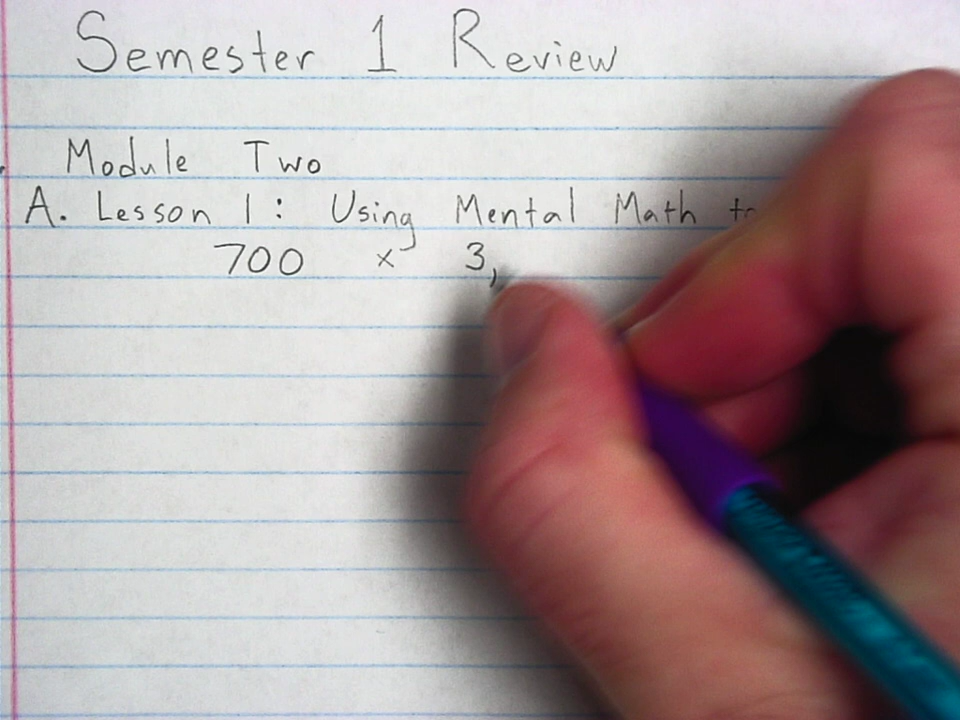 Semester 1 Review
Module Two
A. Lesson 1: Using Mental Math
700 x 3,